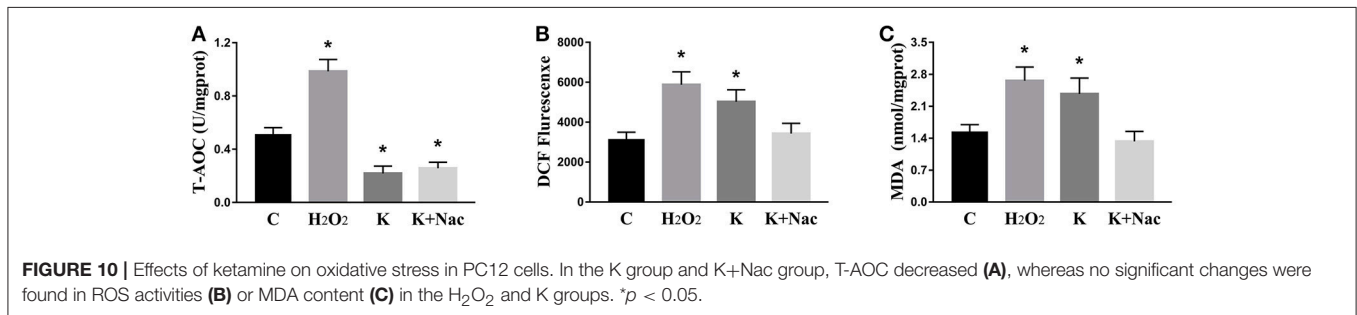 A
T-AOC (U/mgprot)
1.2
0.8
0.4
0.0
*
*
*
C H2O2 K K+Nac
B
DCF Flurescenxe
8000
6000
4000
2000
0
*
*
C H2O2 K K+Nac
C
MDA (nmol/mgprot)
3.5
2.8
2.1
1.4
0.7
0.0
*
*
C H2O2 K K+Nac
FIGURE 10 | Effects of ketamine on oxidative stress in PC12 cells. In the K group and K+Nac group, T-AOC decreased (A), whereas no significant changes were
found in ROS activities (B) or MDA content (C) in the H2O2 and K groups. *p < 0.05.